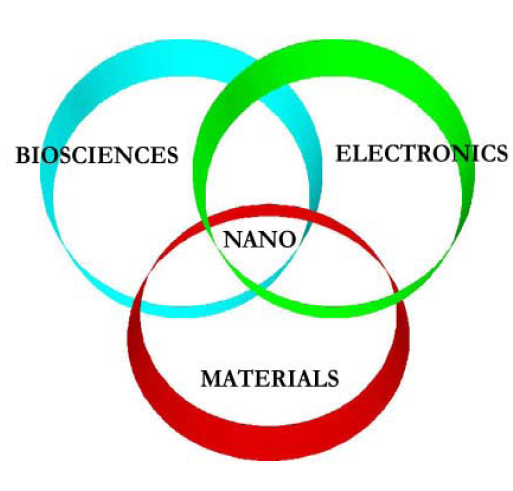 BIOSCIENCES
ELECTRONICS
NANO
MATERIALS